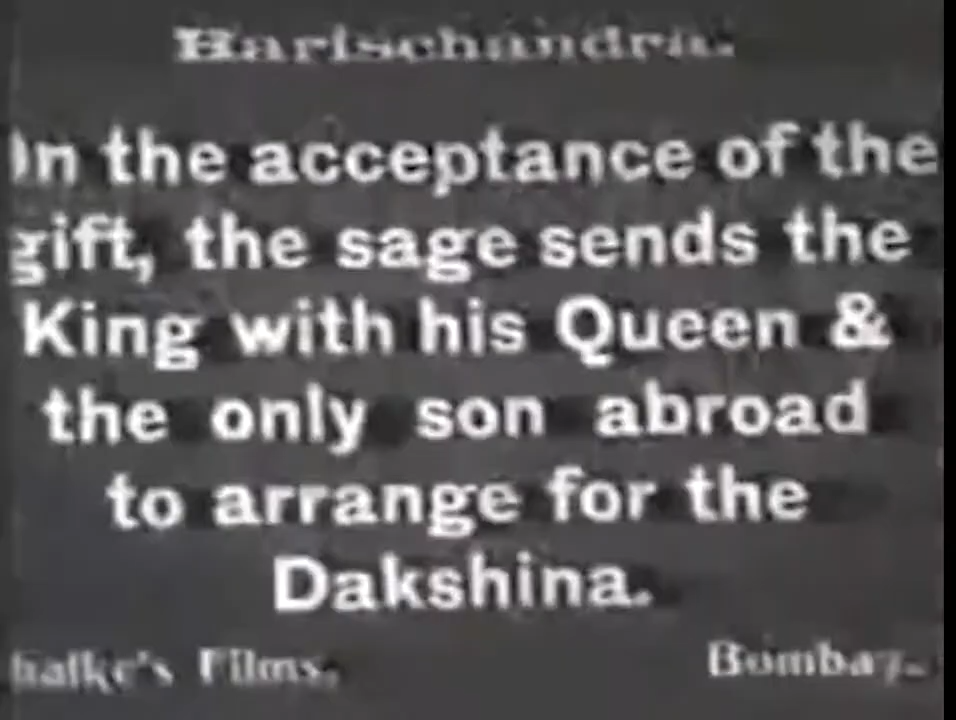 Harischandra.
In the acceptance of the
gift, the sage sends the
King with his Queen &
the only son abroad
to arrange for the
Dakshina.
halke's Films. Bombay.